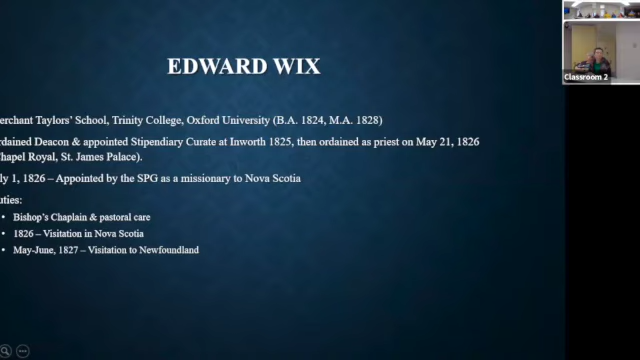 EDWARD WIX
erchant Taylors' School, Trinity College, Oxford University (B.A. 1824, M.A. 1828)
rdained Deacon & appointed Stipendiary Curate at Inworth 1825, then ordained as priest on May 21, 1826
hapel Royal, St. James Palace).
ly 1, 1826 – Appointed by the SPG as a missionary to Nova Scotia
uties:
• Bishop's Chaplain & pastoral care
• 1826 – Visitation in Nova Scotia
• May-June, 1827 – Visitation to Newfoundland
Classroom 2